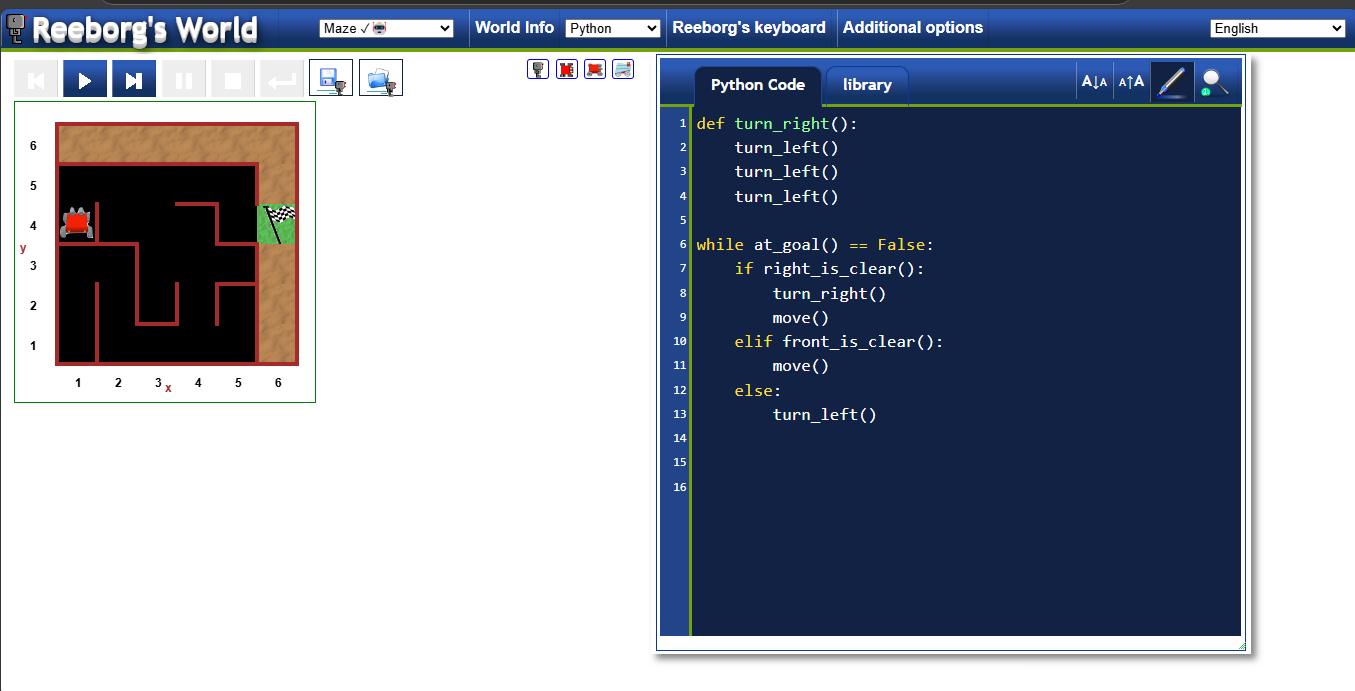 Reeborg's World
Maze ✓ 🤖
World Info
Python
Reeborg's keyboard
Additional options
English
6
5
4
3
2
1
y
1 2 3 4 5 6
x
Python Code
library
A↓A
A↑A
1 def turn_right():
2     turn_left()
3     turn_left()
4     turn_left()
5
6 while at_goal() == False:
7     if right_is_clear():
8         turn_right()
9         move()
10     elif front_is_clear():
11         move()
12     else:
13         turn_left()
14
15
16